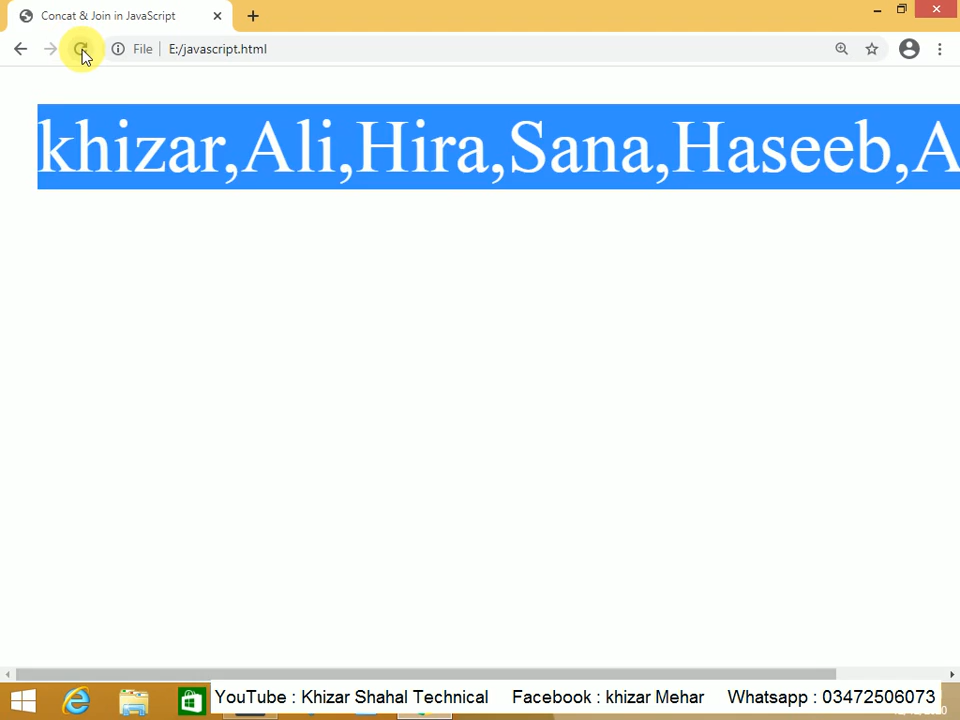 Concat & Join in JavaScript
File
E:/javascript.html
khizar,Ali,Hira,Sana,Haseeb,A
YouTube : Khizar Shahal Technical Facebook : khizar Mehar Whatsapp : 03472506073